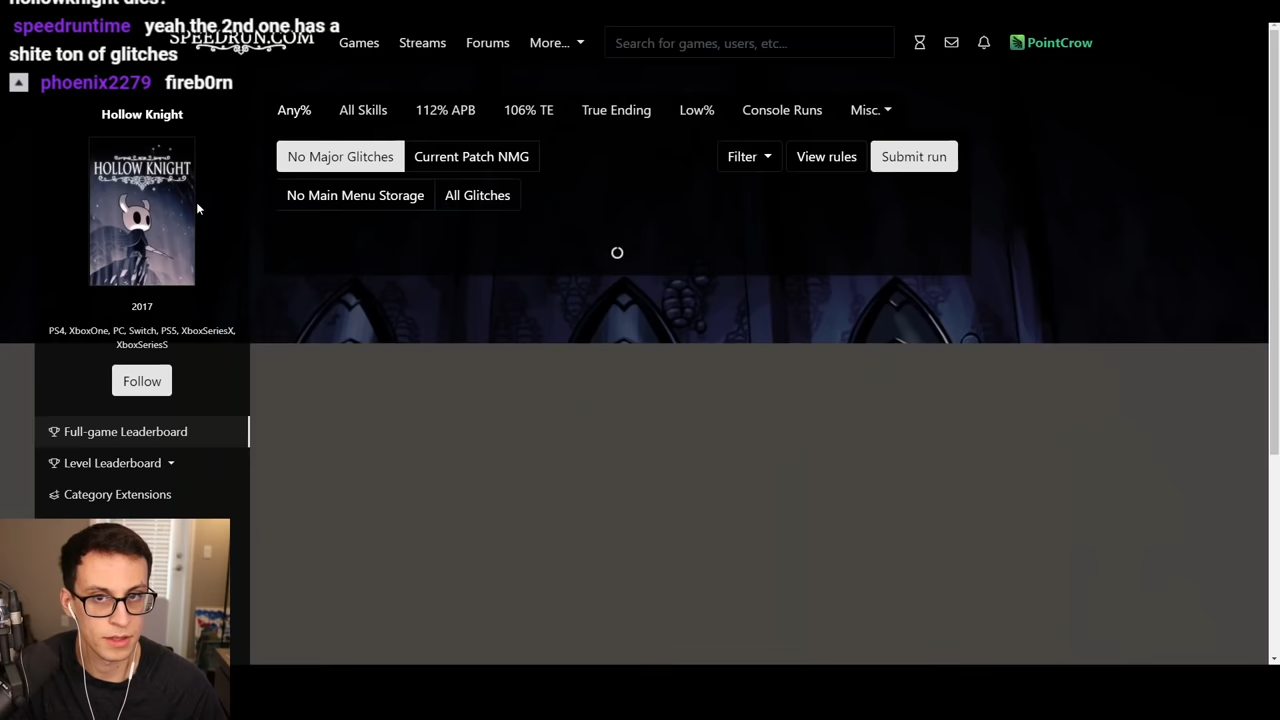 hollowknight dies?
speedruntime yeah the 2nd one has a
shite ton of glitches
phoenix2279 fireb0rn
SPEEDRUN.COM
Games Streams Forums More... Search for games, users, etc... PointCrow
Hollow Knight
HOLLOW KNIGHT
2017
PS4, XboxOne, PC, Switch, PS5, XboxSeriesX,
XboxSeriesS
Follow
Full-game Leaderboard
Level Leaderboard
Category Extensions
Any% All Skills 112% APB 106% TE True Ending Low% Console Runs Misc.
No Major Glitches Current Patch NMG Filter View rules Submit run
No Main Menu Storage All Glitches